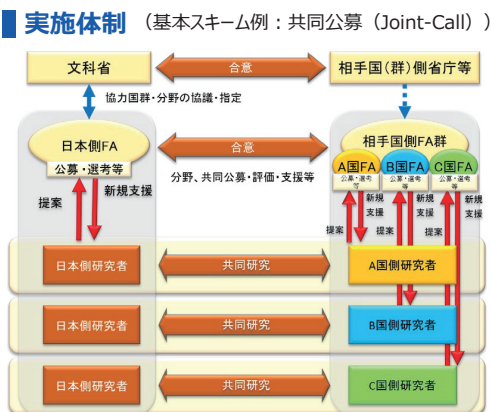 実施体制 (基本スキーム例：共同公募（Joint-Call）)
文科省
合意
相手国(群)側省庁等
協力国群・分野の協議・指定
日本側FA
公募・選考等
合意
分野、共同公募・評価・支援等
相手国側FA群
A国FA
公募・選考
等
B国FA
公募・選考
等
C国FA
公募・選考
等
提案
新規支援
提案
新規
支援
提案
新規
支援
提案
新規
支援
日本側研究者
共同研究
A国側研究者
日本側研究者
共同研究
B国側研究者
日本側研究者
共同研究
C国側研究者